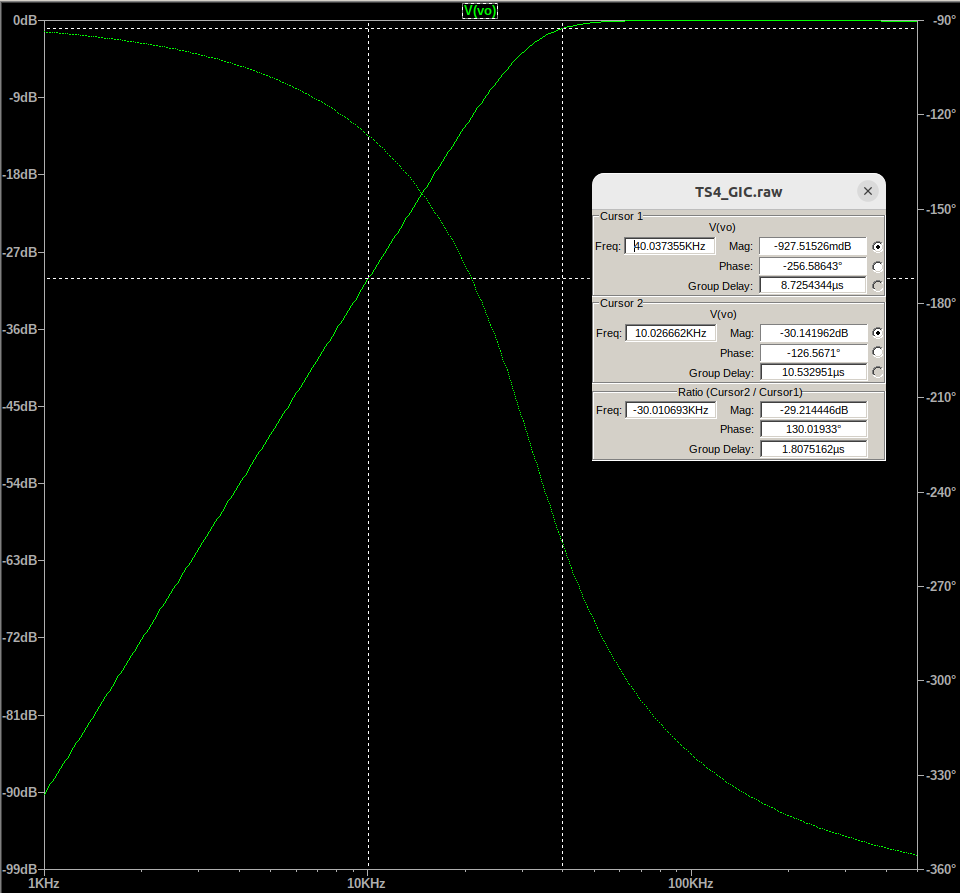 V(vo)
0dB
-9dB
-18dB
-27dB
-36dB
-45dB
-54dB
-63dB
-72dB
-81dB
-90dB
-99dB
1KHz
10KHz
100KHz
-90°
-120°
-150°
-180°
-210°
-240°
-270°
-300°
-330°
-360°
TS4_GIC.raw
Cursor 1
V(vo)
Freq: 40.037355KHz Mag: -927.51526mdB
Phase: -256.58643°
Group Delay: 8.7254344µs
Cursor 2
V(vo)
Freq: 10.026662KHz Mag: -30.141962dB
Phase: -126.5671°
Group Delay: 10.532951µs
Ratio (Cursor2 / Cursor1)
Freq: -30.010693KHz Mag: -29.214446dB
Phase: 130.01933°
Group Delay: 1.8075162µs